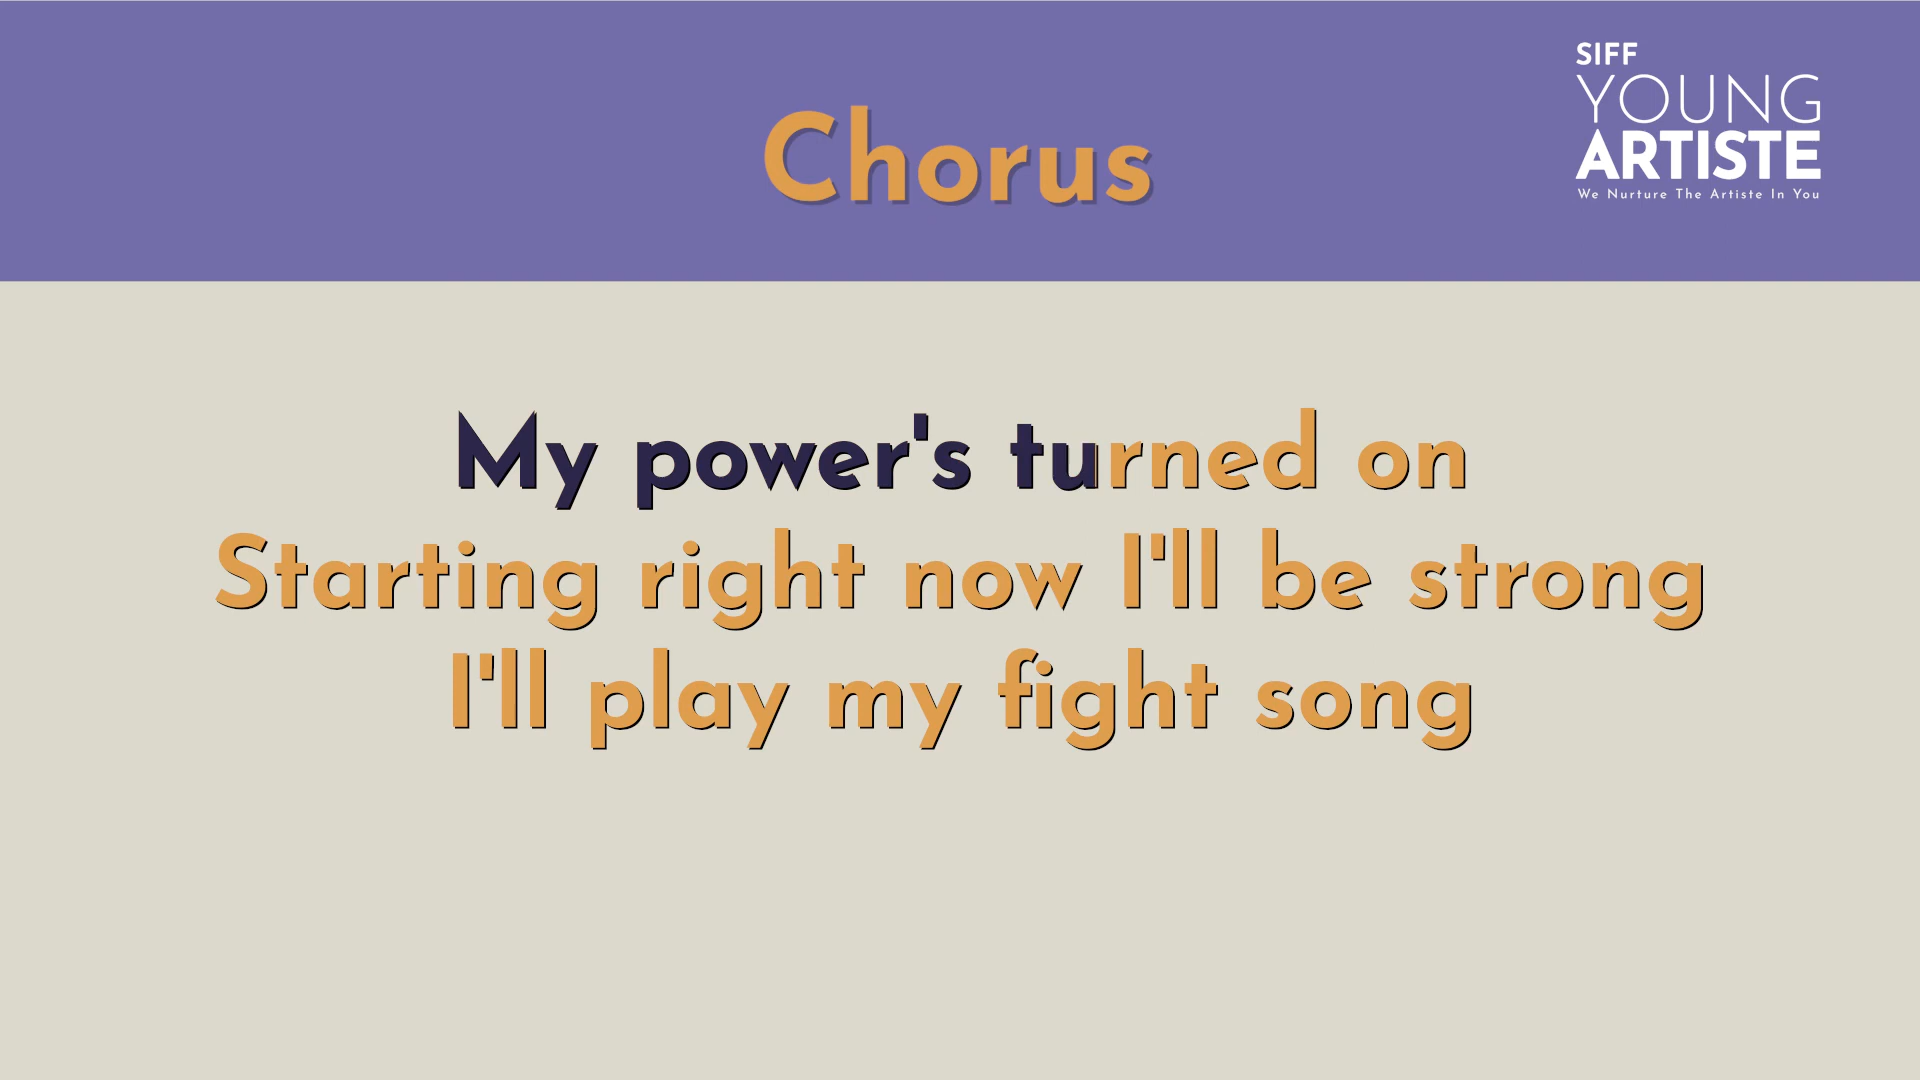 Chorus
SIFF
YOUNG
ARTISTE
We Nurture The Artiste In You
My power's turned on
Starting right now I'll be strong
I'll play my fight song